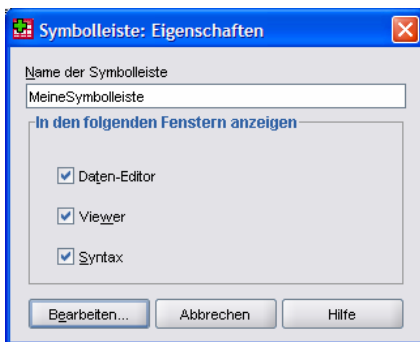 Symbolleiste: Eigenschaften
Name der Symbolleiste
MeineSymbolleiste
In den folgenden Fenstern anzeigen
Daten-Editor
Viewer
Syntax
Bearbeiten... Abbrechen Hilfe